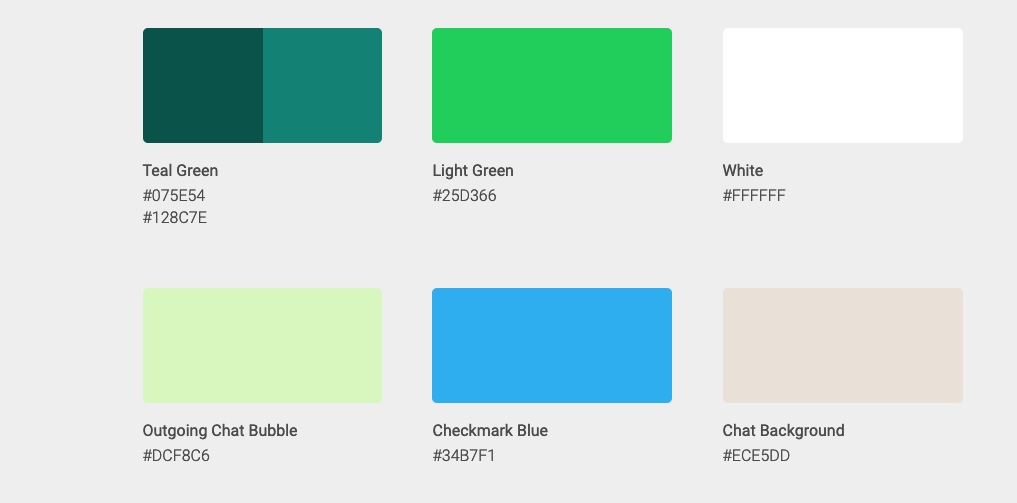 Teal Green
#075E54
#128C7E
Light Green
#25D366
White
#FFFFFF
Outgoing Chat Bubble
#DCF8C6
Checkmark Blue
#34B7F1
Chat Background
#ECE5DD